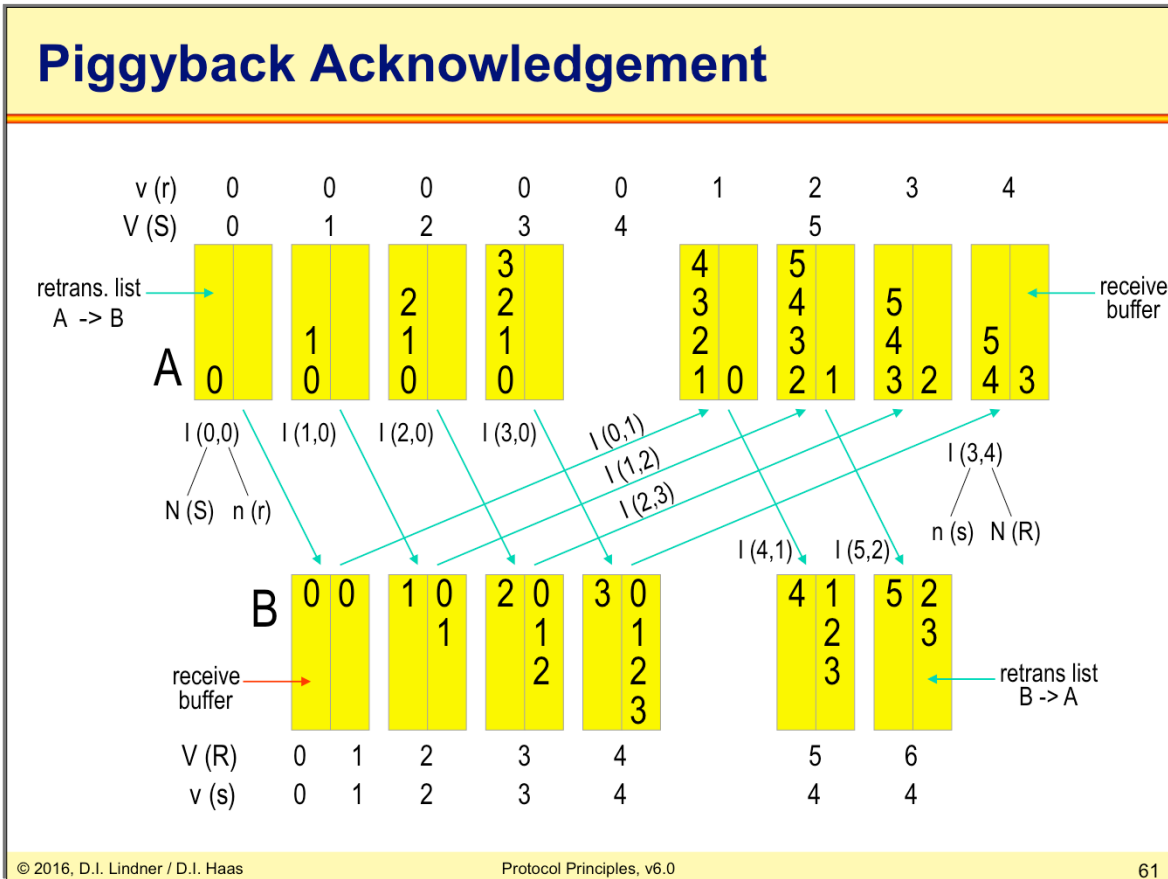 Piggyback Acknowledgement
v (r) 0 0 0 0 0 1 2 3 4
V (S) 0 1 2 3 4 5
retrans. list
A -> B
A
0
1
0
2
1
0
3
2
1
0
4
3
2
1 0
5
4
3
2 1
5
4
3 2
5
4 3
receive
buffer
I (0,0) I (1,0) I (2,0) I (3,0)
N (S) n (r)
I (0,1)
I (1,2)
I (2,3)
I (3,4)
n (s) N (R)
I (4,1) I (5,2)
B
0 0
1 0
1
2 0
1
2
3 0
1
2
3
4 1
2
3
5 2
3
receive
buffer
retrans list
B -> A
V (R) 0 1 2 3 4 5 6
v (s) 0 1 2 3 4 4 4
© 2016, D.I. Lindner / D.I. Haas Protocol Principles, v6.0 61